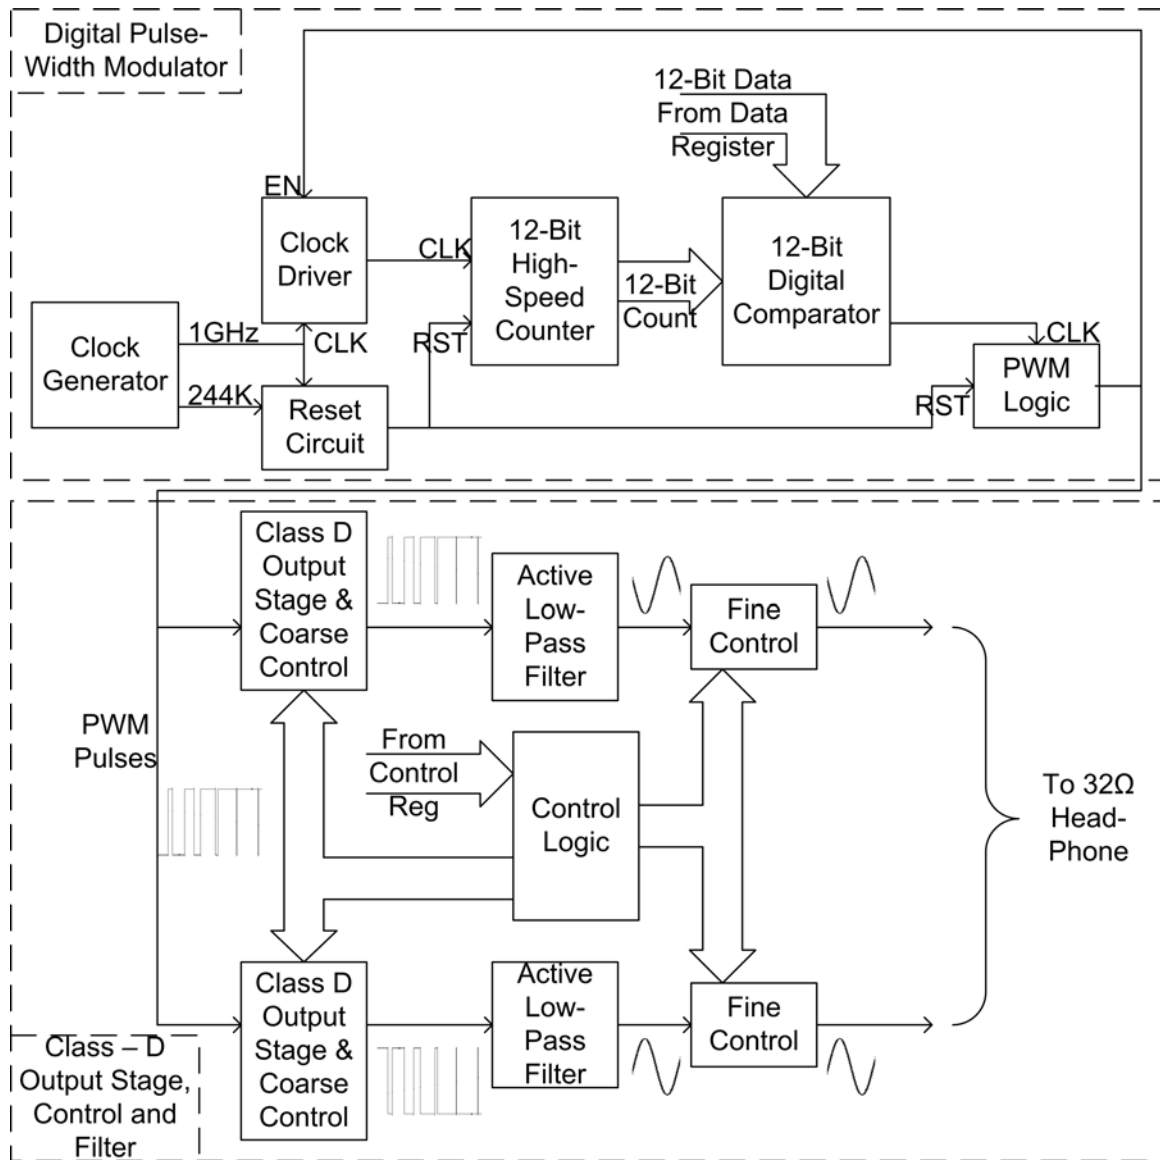 Digital Pulse-
Width Modulator
12-Bit Data
From Data
Register
EN
Clock
Driver
CLK
12-Bit
High-
Speed
Counter
12-Bit
Count
12-Bit
Digital
Comparator
Clock
Generator
1GHz
CLK
244K
Reset
Circuit
RST
CLK
PWM
Logic
RST
Class D
Output
Stage &
Coarse
Control
Active
Low-
Pass
Filter
Fine
Control
PWM
Pulses
From
Control
Reg
Control
Logic
To 32Ω
Head-
Phone
Class D
Output
Stage &
Coarse
Control
Active
Low-
Pass
Filter
Fine
Control
Class – D
Output Stage,
Control and
Filter